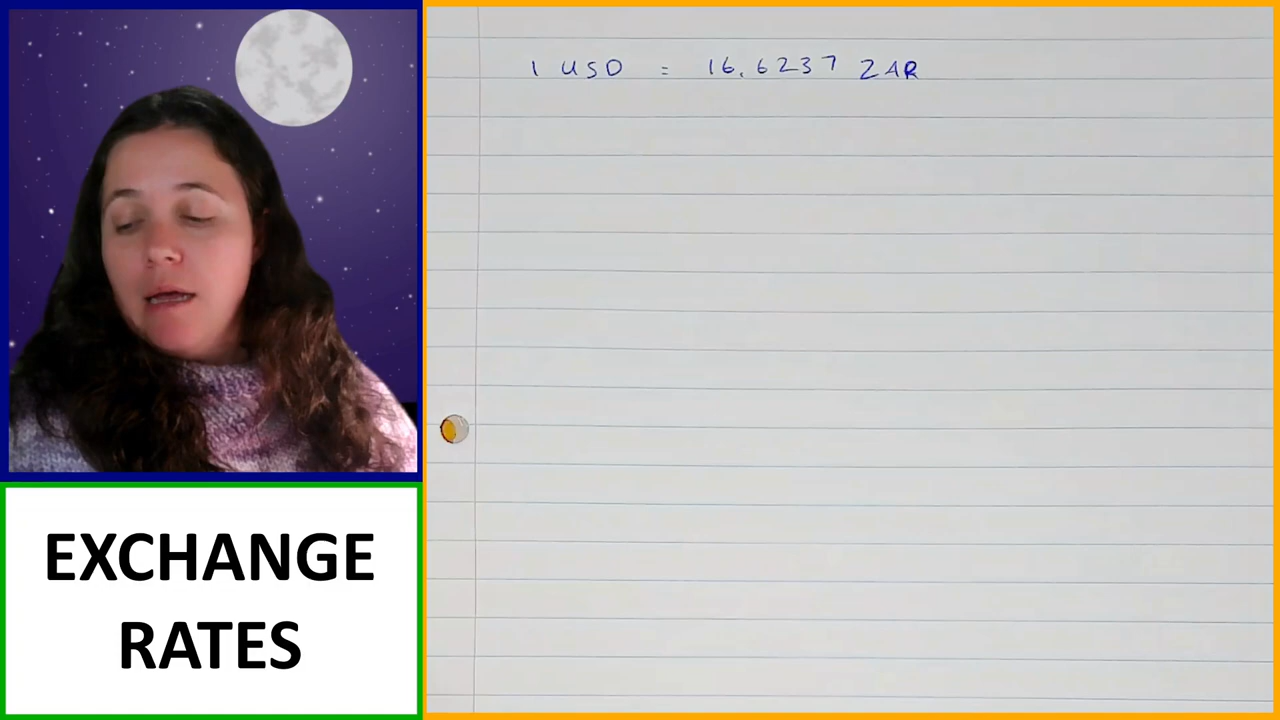 1 USD = 16.6237 ZAR
EXCHANGE
RATES